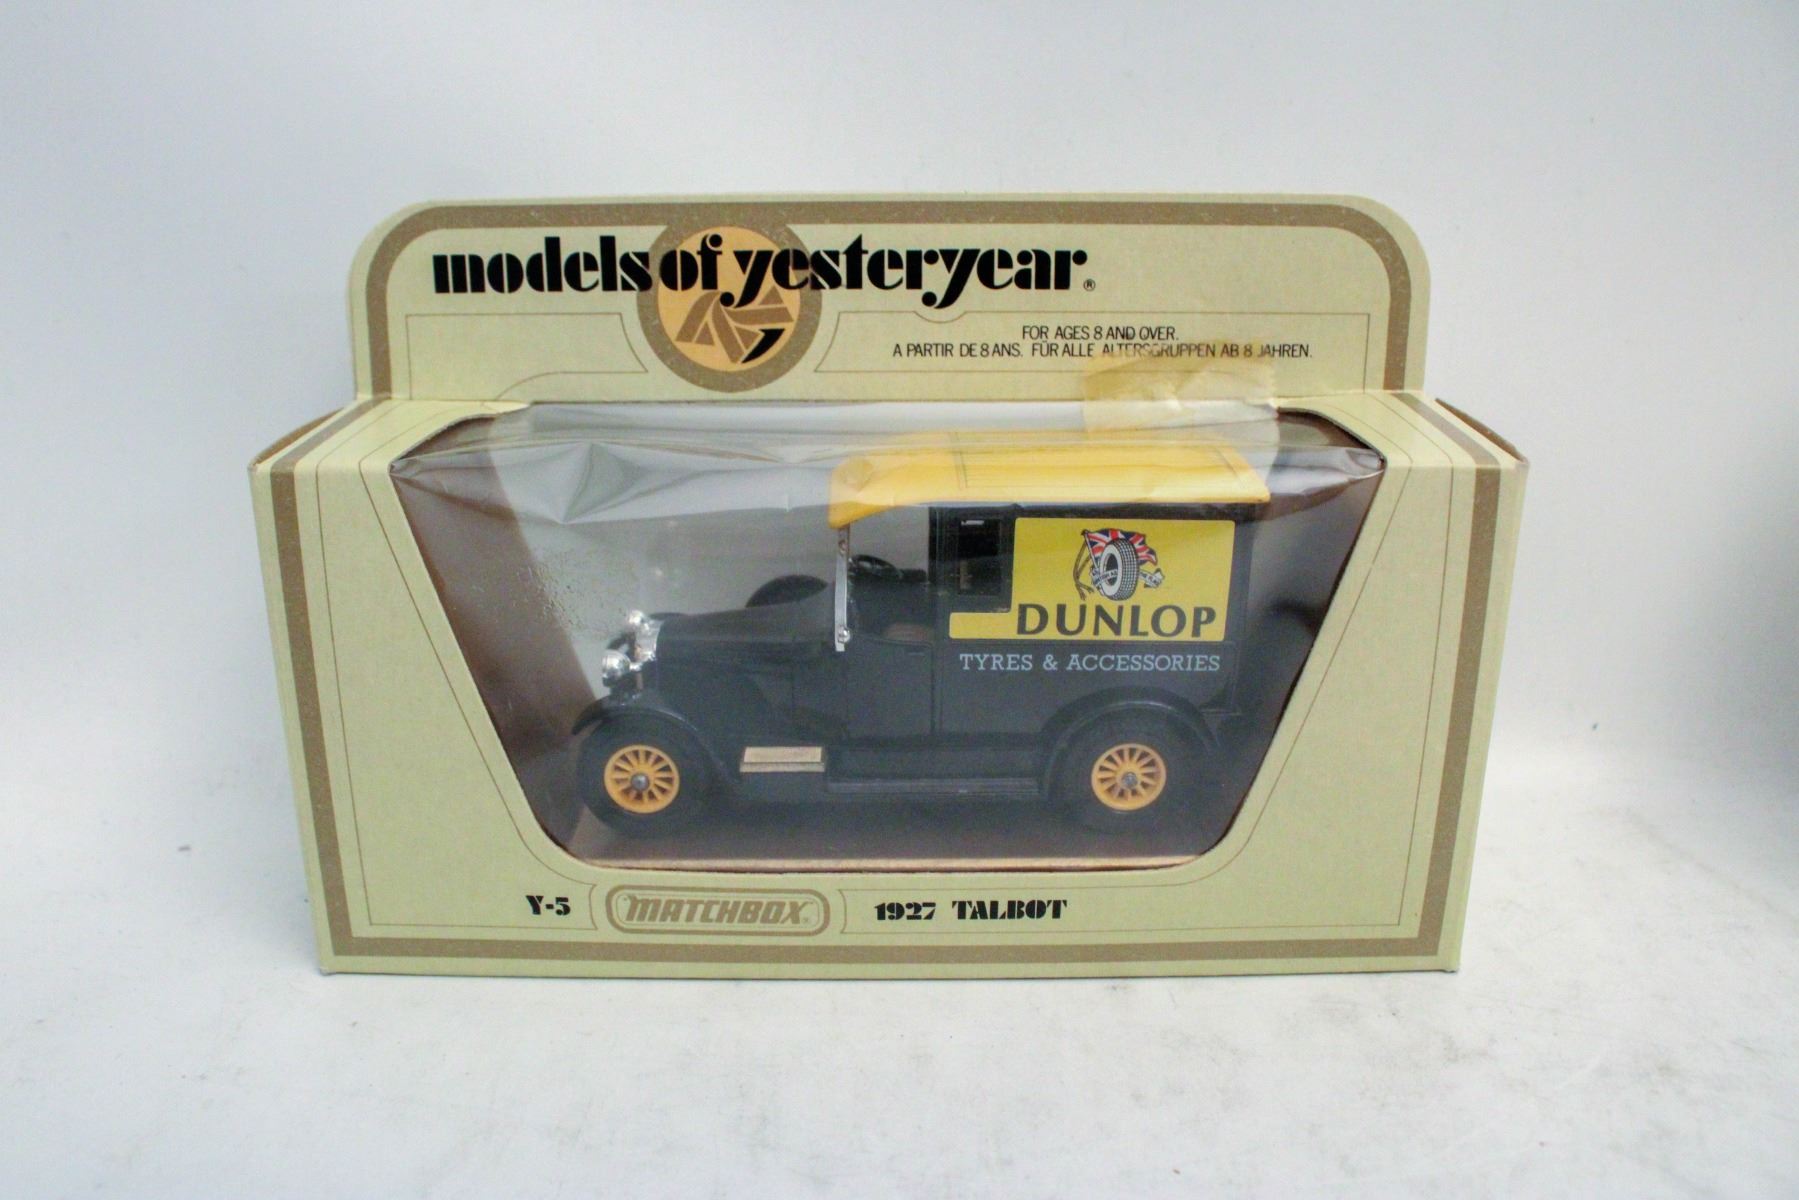 models of yesteryear®
FOR AGES 8 AND OVER.
A PARTIR DE 8 ANS. FÜR ALLE ALTERSGRUPPEN AB 8 JAHREN.
DUNLOP
TYRES & ACCESSORIES
Y-5 MATCHBOX® 1927 TALBOT